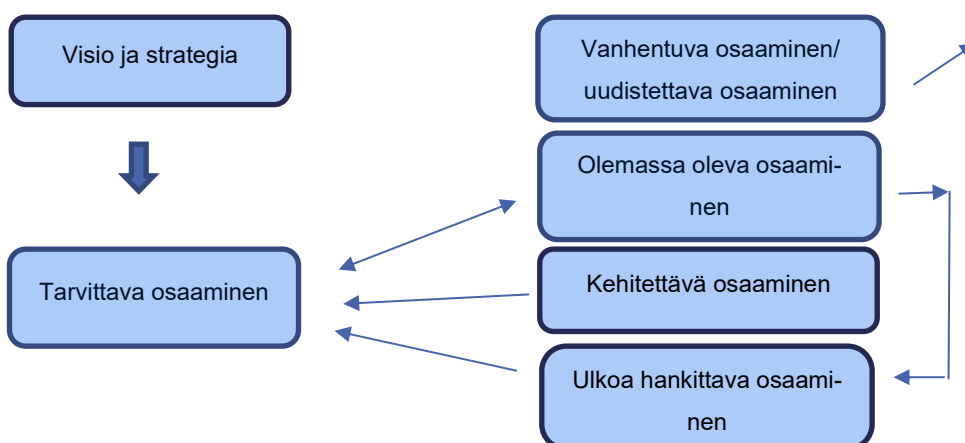 Visio ja strategia
Tarvittava osaaminen
Vanhentuva osaaminen/
uudistettava osaaminen
Olemassa oleva osaami-
nen
Kehitettävä osaaminen
Ulkoa hankittava osaami-
nen